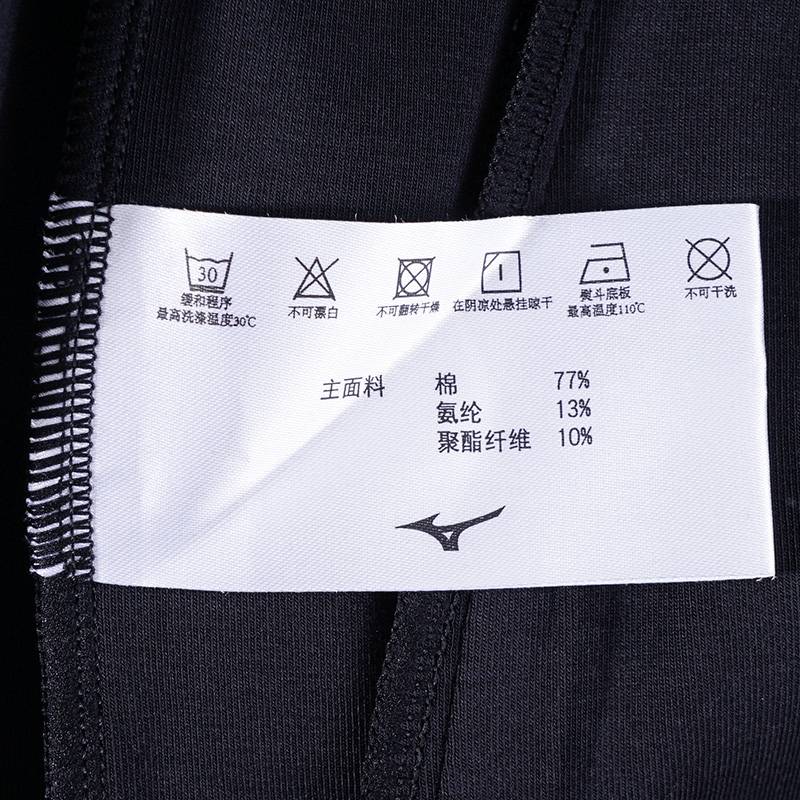 30
缓和程序
最高洗涤温度30℃
不可漂白
不可翻转干燥
在阴凉处悬挂晾干
熨斗底板
最高温度110℃
不可干洗
主面料 棉 77%
氨纶 13%
聚酯纤维 10%